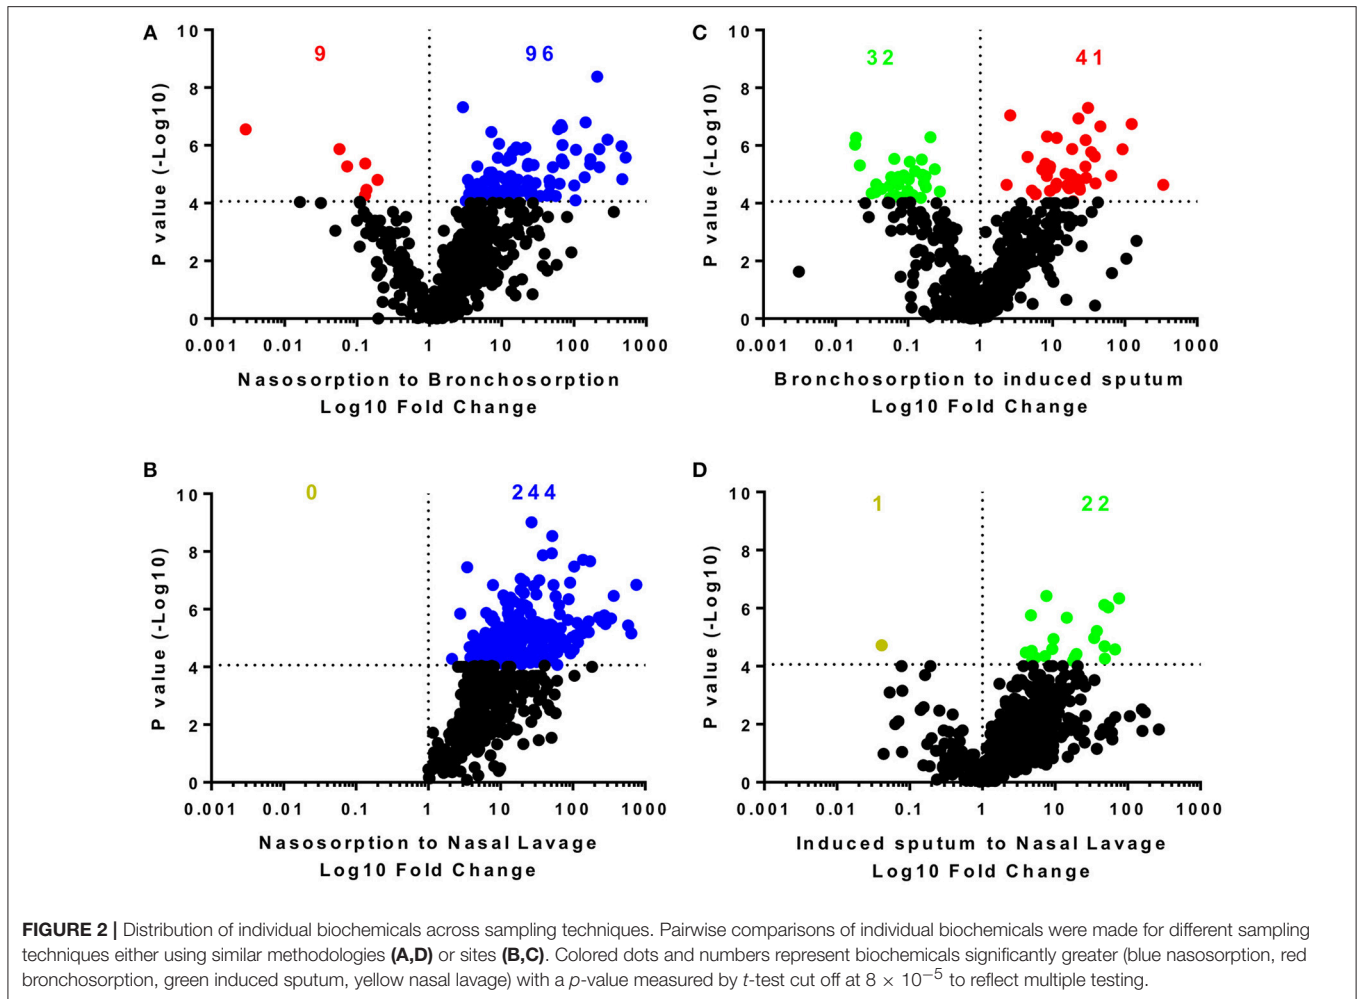 A
10
8
6
4
2
0
P value (-Log10)
9
96
0.001 0.01 0.1 1 10 100 1000
Nasosorption to Bronchosorption
Log10 Fold Change
C
10
8
6
4
2
0
P value (-Log10)
32
41
0.001 0.01 0.1 1 10 100 1000
Bronchosorption to induced sputum
Log10 Fold Change
B
10
8
6
4
2
0
P value (-Log10)
0
244
0.001 0.01 0.1 1 10 100 1000
Nasosorption to Nasal Lavage
Log10 Fold Change
D
10
8
6
4
2
0
P value (-Log10)
1
22
0.001 0.01 0.1 1 10 100 1000
Induced sputum to Nasal Lavage
Log10 Fold Change
FIGURE 2 | Distribution of individual biochemicals across sampling techniques. Pairwise comparisons of individual biochemicals were made for different sampling
techniques either using similar methodologies (A,D) or sites (B,C). Colored dots and numbers represent biochemicals significantly greater (blue nasosorption, red
bronchosorption, green induced sputum, yellow nasal lavage) with a p-value measured by t-test cut off at 8 × 10⁻⁵ to reflect multiple testing.